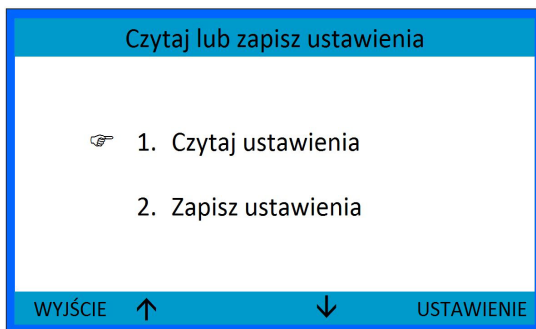 Czytaj lub zapisz ustawienia
☞ 1. Czytaj ustawienia
2. Zapisz ustawienia
WYJŚCIE ↑ ↓ USTAWIENIE